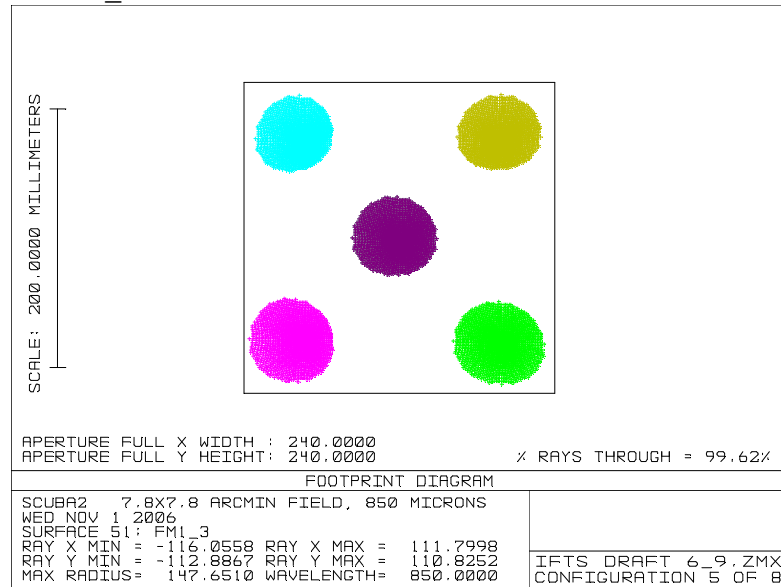 SCALE: 200.0000 MILLIMETERS
APERTURE FULL X WIDTH : 240.0000
APERTURE FULL Y HEIGHT: 240.0000
% RAYS THROUGH = 99.62%
FOOTPRINT DIAGRAM
SCUBA2 7.8X7.8 ARCMIN FIELD, 850 MICRONS
WED NOV 1 2006
SURFACE 51: FM1_3
RAY X MIN = -116.0558 RAY X MAX = 111.7998
RAY Y MIN = -112.8867 RAY Y MAX = 110.8252
MAX RADIUS= 147.6510 WAVELENGTH= 850.0000
IFTS DRAFT 6_9.ZMX
CONFIGURATION 5 OF